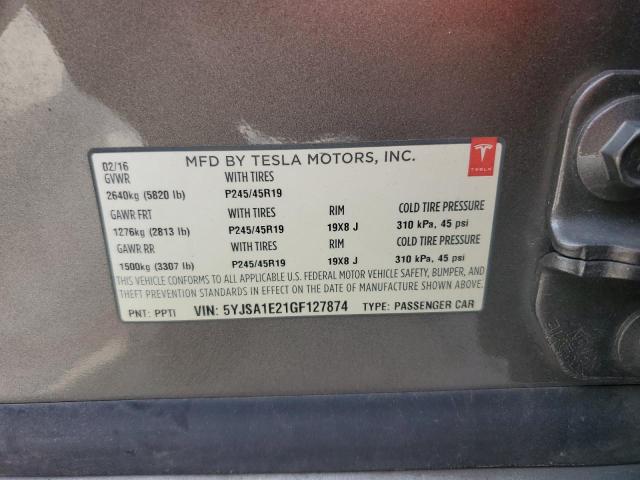 02/16 MFD BY TESLA MOTORS, INC.
GVWR WITH TIRES
2640kg (5820 lb) P245/45R19
GAWR FRT WITH TIRES RIM COLD TIRE PRESSURE
1276kg (2813 lb) P245/45R19 19X8 J 310 kPa, 45 psi
GAWR RR WITH TIRES RIM COLD TIRE PRESSURE
1500kg (3307 lb) P245/45R19 19X8 J 310 kPa, 45 psi
THIS VEHICLE CONFORMS TO ALL APPLICABLE U.S. FEDERAL MOTOR VEHICLE SAFETY, BUMPER, AND
THEFT PREVENTION STANDARDS IN EFFECT ON THE DATE OF MANUFACTURE SHOWN ABOVE.
PNT: PPTI VIN: 5YJSA1E21GF127874 TYPE: PASSENGER CAR
TESLA